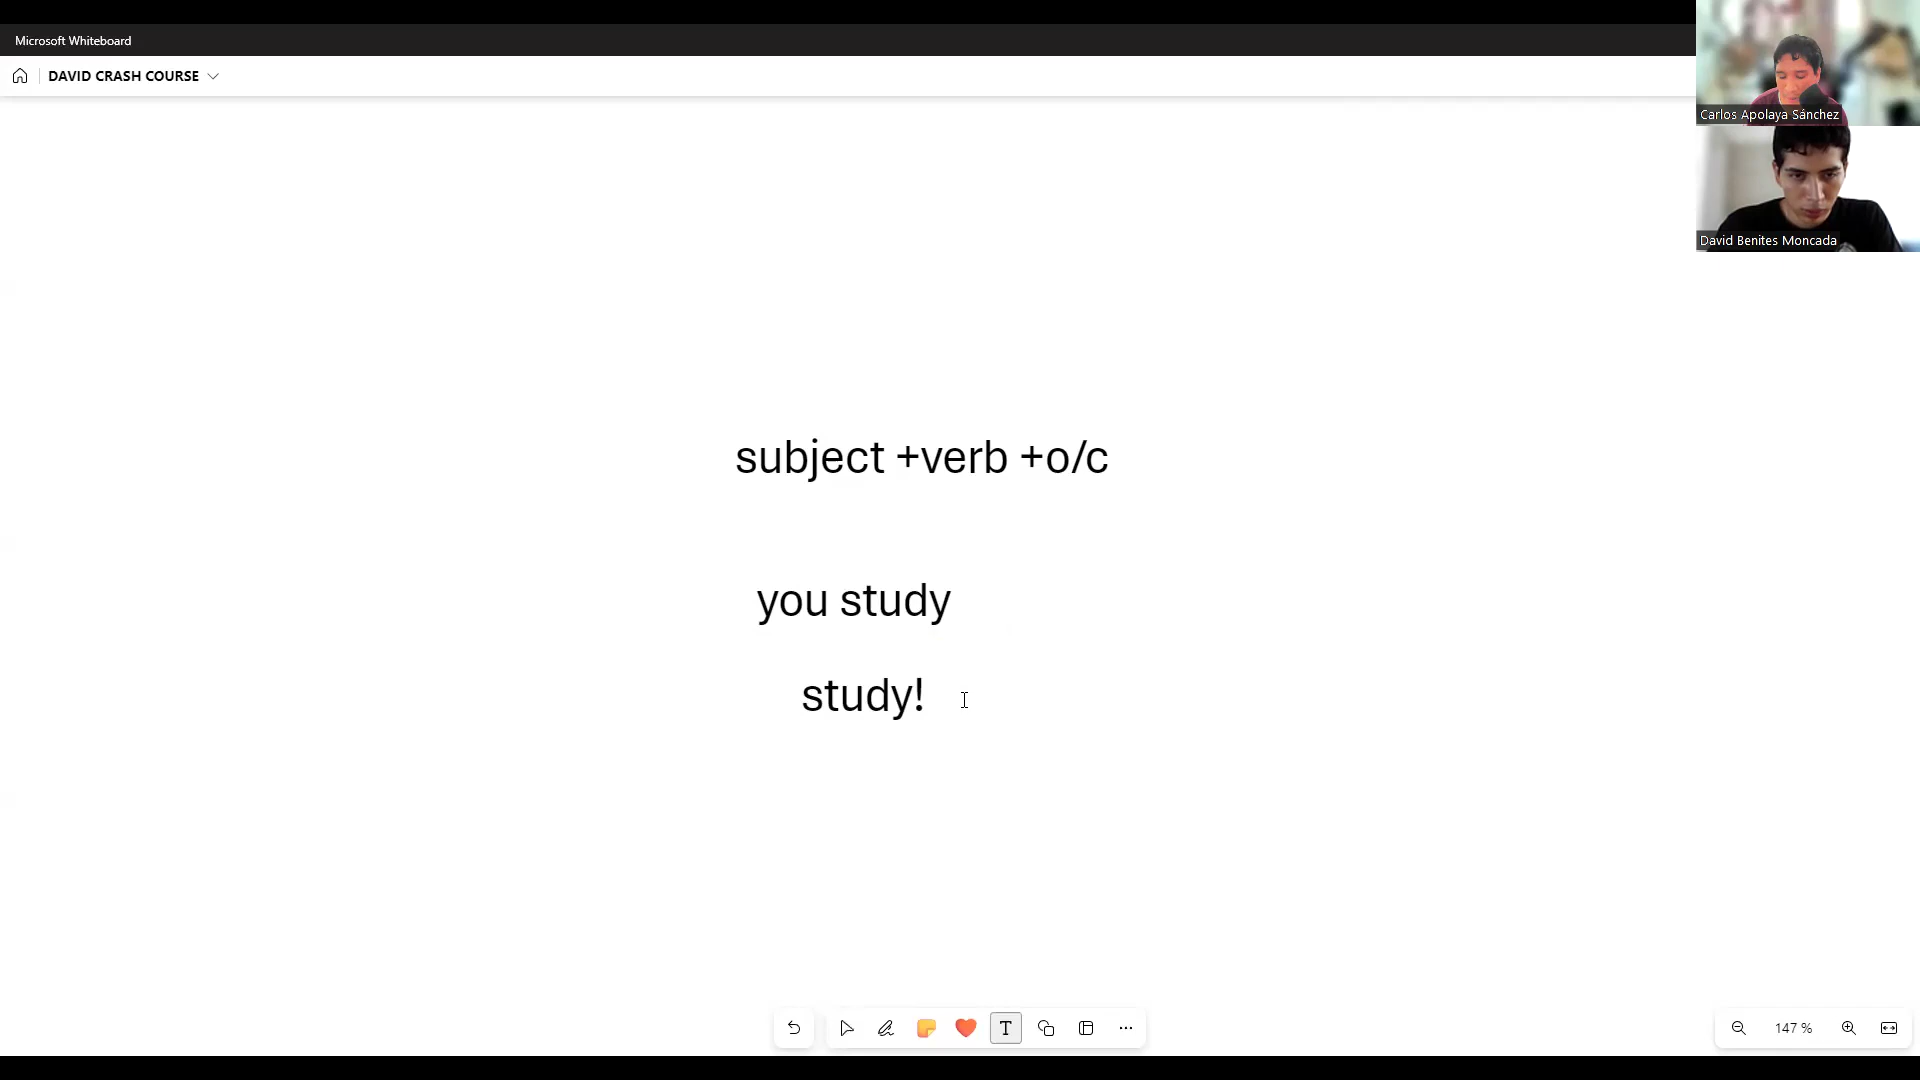 Microsoft Whiteboard
DAVID CRASH COURSE
Carlos Apolaya Sánchez
David Benites Moncada
subject +verb +o/c
you study
study!
T
147 %